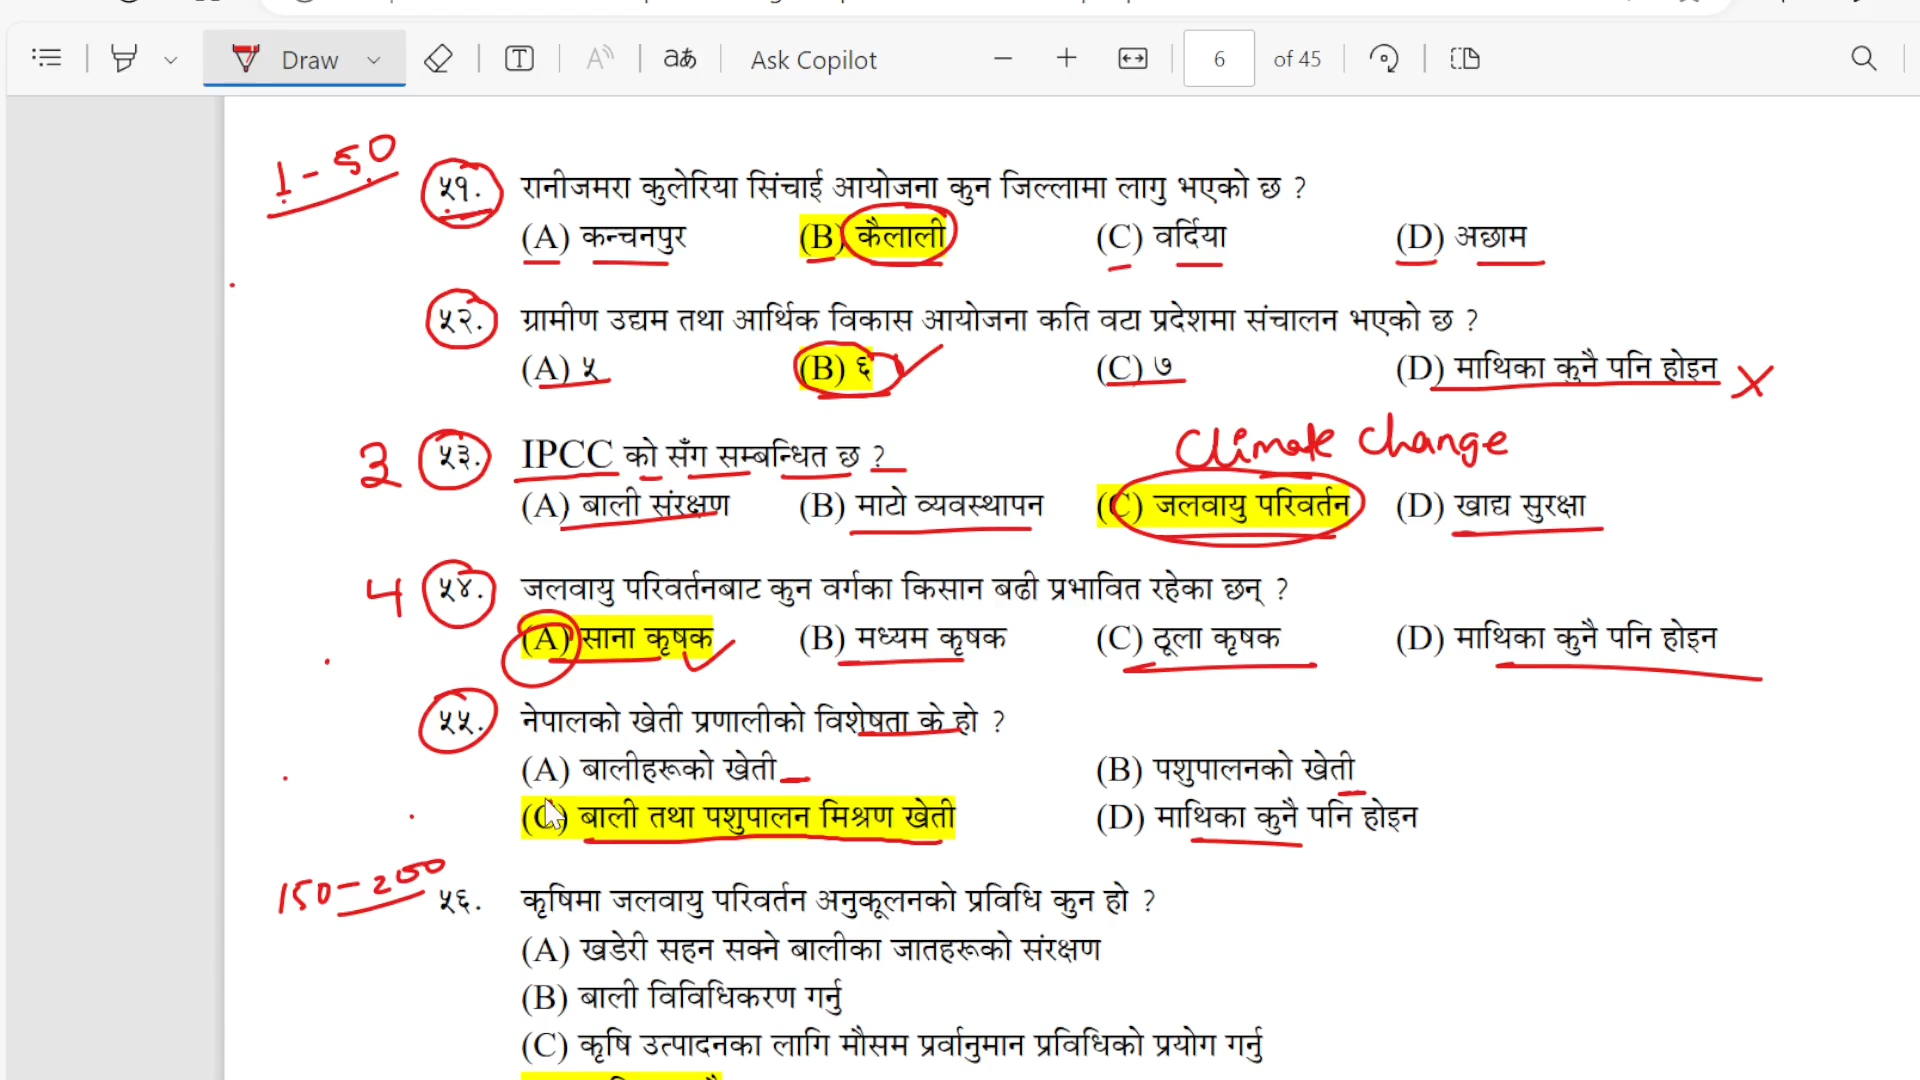 Draw
Ask Copilot
6 of 45
1 - 50
५१. रानीजमरा कुलेरिया सिंचाई आयोजना कुन जिल्लामा लागु भएको छ ?
(A) कन्चनपुर (B) कैलाली (C) वर्दिया (D) अछाम
५२. ग्रामीण उद्यम तथा आर्थिक विकास आयोजना कति वटा प्रदेशमा संचालन भएको छ ?
(A) ५ (B) ६ (C) ७ (D) माथिका कुनै पनि होइन
Climate change
3 ५३. IPCC को सँग सम्बन्धित छ ?
(A) बाली संरक्षण (B) माटो व्यवस्थापन (C) जलवायु परिवर्तन (D) खाद्य सुरक्षा
4 ५४. जलवायु परिवर्तनबाट कुन वर्गका किसान बढी प्रभावित रहेका छन् ?
(A) साना कृषक (B) मध्यम कृषक (C) ठूला कृषक (D) माथिका कुनै पनि होइन
५५. नेपालको खेती प्रणालीको विशेषता के हो ?
(A) बालीहरूको खेती (B) पशुपालनको खेती
(C) बाली तथा पशुपालन मिश्रण खेती (D) माथिका कुनै पनि होइन
150-200
५६. कृषिमा जलवायु परिवर्तन अनुकूलनको प्रविधि कुन हो ?
(A) खडेरी सहन सक्ने बालीका जातहरूको संरक्षण
(B) बाली विविधिकरण गर्नु
(C) कृषि उत्पादनका लागि मौसम प्रर्वानुमान प्रविधिको प्रयोग गर्नु